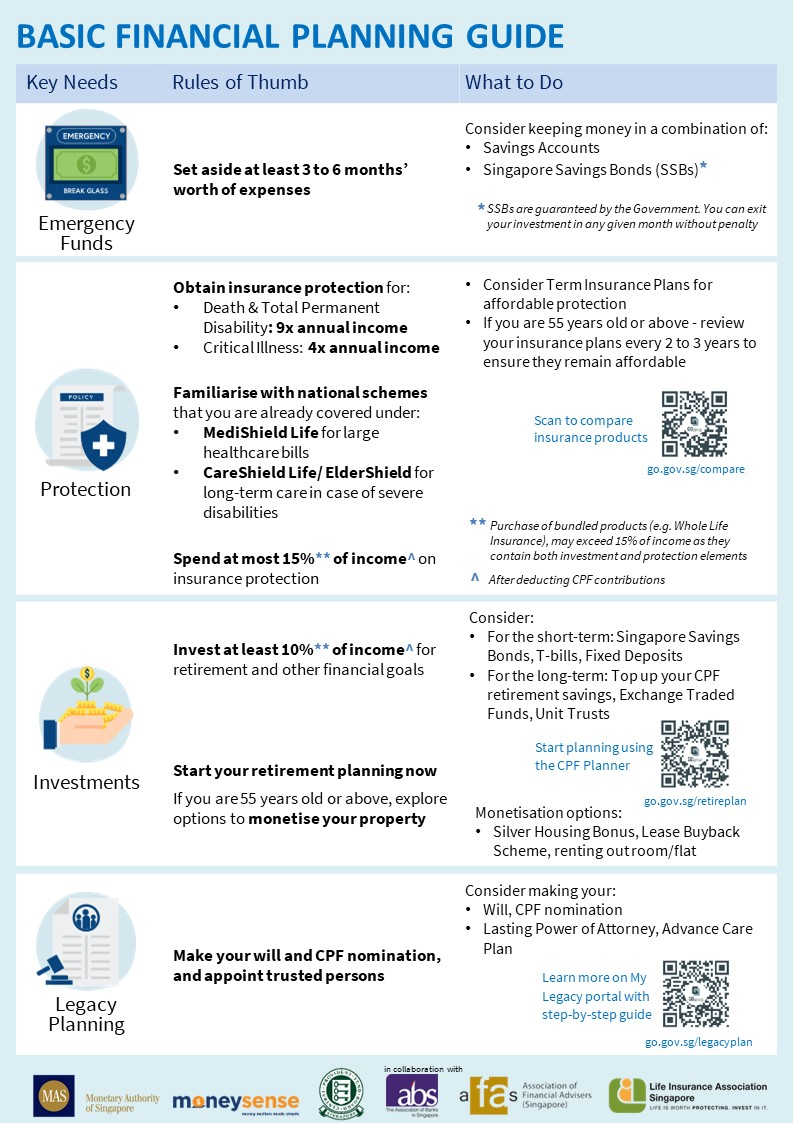 BASIC FINANCIAL PLANNING GUIDE
Key Needs
Rules of Thumb
What to Do
EMERGENCY
BREAK GLASS
Emergency
Funds
Set aside at least 3 to 6 months’
worth of expenses
Consider keeping money in a combination of:
• Savings Accounts
• Singapore Savings Bonds (SSBs)*
* SSBs are guaranteed by the Government. You can exit
your investment in any given month without penalty
POLICY
Protection
Obtain insurance protection for:
• Death & Total Permanent
Disability: 9x annual income
• Critical Illness: 4x annual income
Familiarise with national schemes
that you are already covered under:
• MediShield Life for large
healthcare bills
• CareShield Life/ ElderShield for
long-term care in case of severe
disabilities
Spend at most 15%** of income^ on
insurance protection
• Consider Term Insurance Plans for
affordable protection
• If you are 55 years old or above - review
your insurance plans every 2 to 3 years to
ensure they remain affordable
Scan to compare
insurance products
go.gov.sg/compare
** Purchase of bundled products (e.g. Whole Life
Insurance), may exceed 15% of income as they
contain both investment and protection elements
^ After deducting CPF contributions
$
Investments
Invest at least 10%** of income^ for
retirement and other financial goals
Start your retirement planning now
If you are 55 years old or above, explore
options to monetise your property
Consider:
• For the short-term: Singapore Savings
Bonds, T-bills, Fixed Deposits
• For the long-term: Top up your CPF
retirement savings, Exchange Traded
Funds, Unit Trusts
Start planning using
the CPF Planner
go.gov.sg/retireplan
Monetisation options:
• Silver Housing Bonus, Lease Buyback
Scheme, renting out room/flat
Legacy
Planning
Make your will and CPF nomination,
and appoint trusted persons
Consider making your:
• Will, CPF nomination
• Lasting Power of Attorney, Advance Care
Plan
Learn more on My
Legacy portal with
step-by-step guide
go.gov.sg/legacyplan
in collaboration with
MAS
Monetary Authority
of Singapore
moneysense
money matters made simple
abs
The Association of Banks
in Singapore
afas
Association of
Financial Advisers
(Singapore)
Life Insurance Association
Singapore
LIFE IS WORTH PROTECTING. INVEST IN IT.